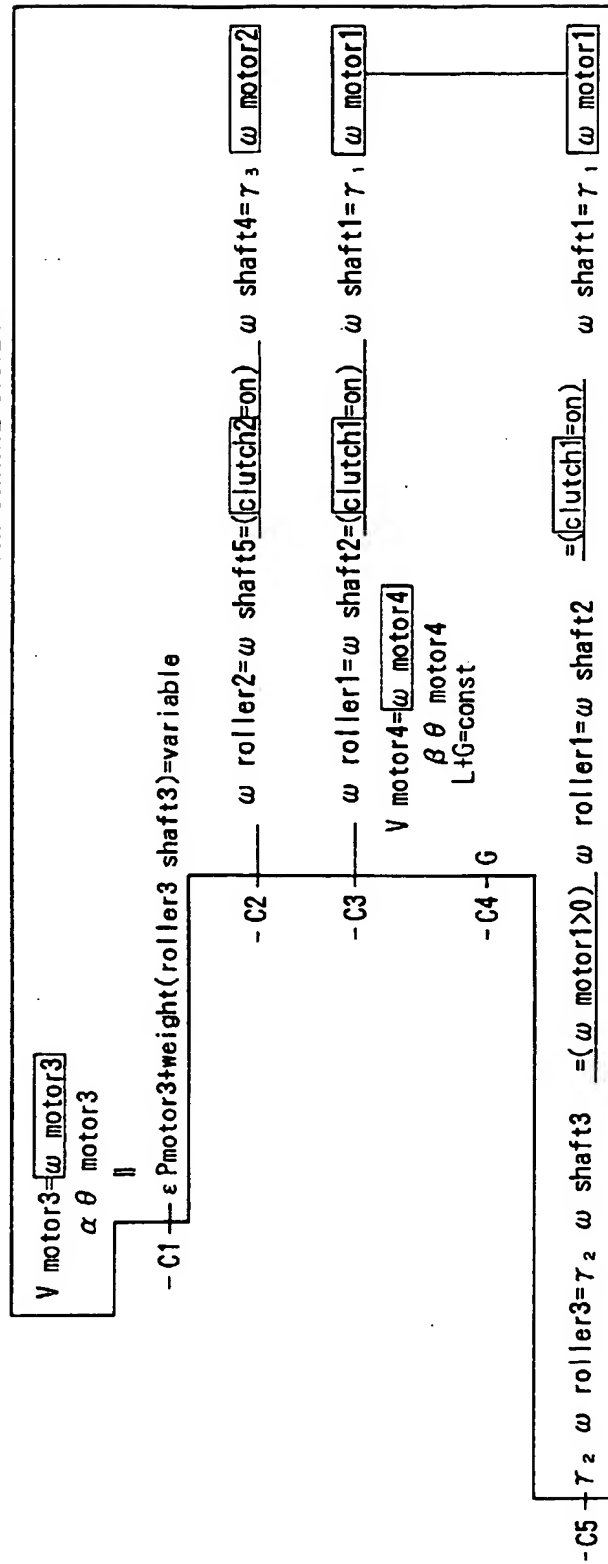 V motor3=ω motor3
α θ motor3
=
-C1 ε Pmotor3+weight(roller3 shaft3)=variable
-C2 ω roller2=ω shaft5=(clutch2=on) ω shaft4=γ₃ ω motor2
-C3 ω roller1=ω shaft2=(clutch1=on) ω shaft1=γ₁ ω motor1
V motor4=ω motor4
β θ motor4
L+G=const
-C4 G
-C5 γ₂ ω roller3=γ₂ ω shaft3 =(ω motor1>0) ω roller1=ω shaft2 =(clutch1=on) ω shaft1=γ₁ ω motor1